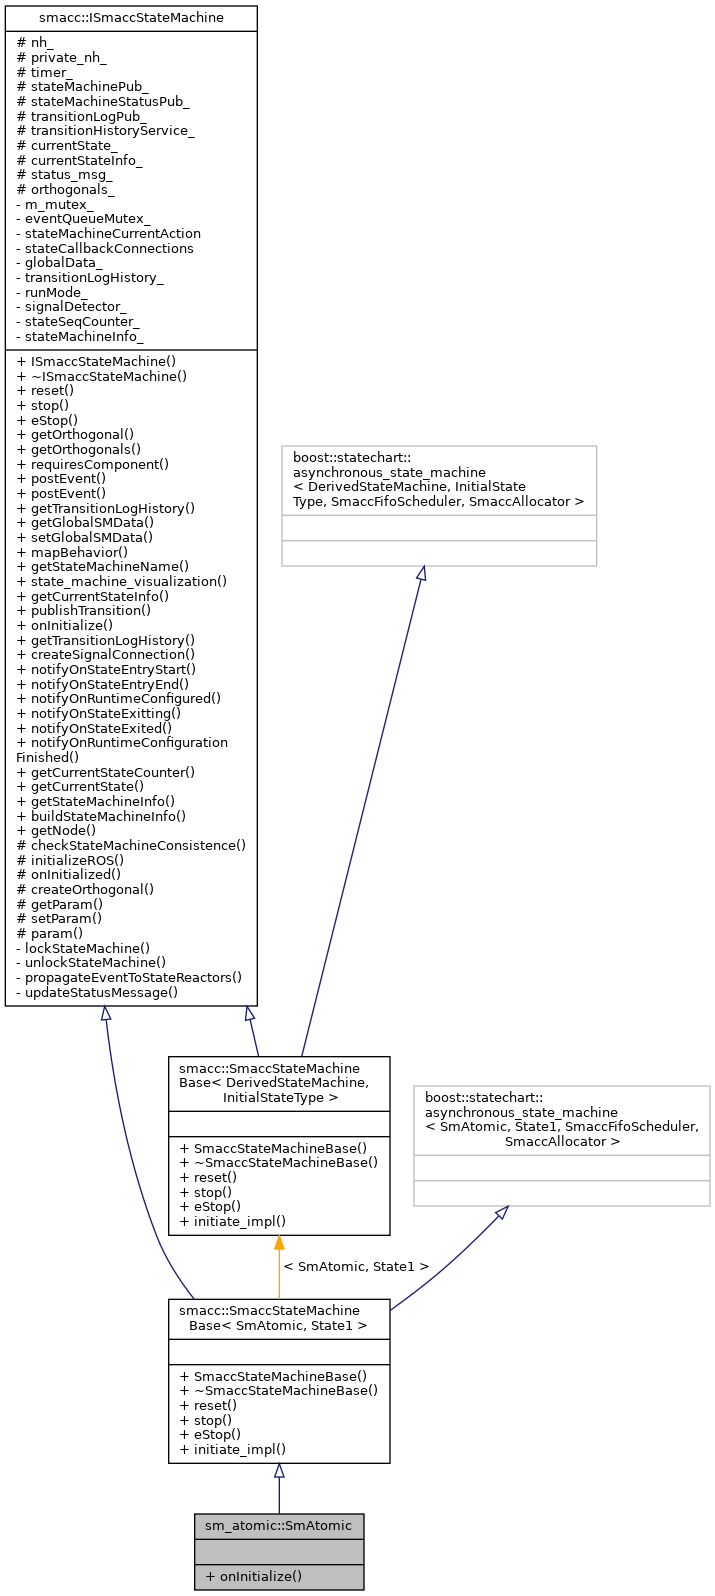 smacc::ISmaccStateMachine
# nh_
# private_nh_
# timer_
# stateMachinePub_
# stateMachineStatusPub_
# transitionLogPub_
# transitionHistoryService_
# currentState_
# currentStateInfo_
# status_msg_
# orthogonals_
- m_mutex_
- eventQueueMutex_
- stateMachineCurrentAction
- stateCallbackConnections
- globalData_
- transitionLogHistory_
- runMode_
- signalDetector_
- stateSeqCounter_
- stateMachineInfo_
+ ISmaccStateMachine()
+ ~ISmaccStateMachine()
+ reset()
+ stop()
+ eStop()
+ getOrthogonal()
+ getOrthogonals()
+ requiresComponent()
+ postEvent()
+ postEvent()
+ getTransitionLogHistory()
+ getGlobalSMData()
+ setGlobalSMData()
+ mapBehavior()
+ getStateMachineName()
+ state_machine_visualization()
+ getCurrentStateInfo()
+ publishTransition()
+ onInitialize()
+ getTransitionLogHistory()
+ createSignalConnection()
+ notifyOnStateEntryStart()
+ notifyOnStateEntryEnd()
+ notifyOnRuntimeConfigured()
+ notifyOnStateExitting()
+ notifyOnStateExited()
+ notifyOnRuntimeConfiguration
Finished()
+ getCurrentStateCounter()
+ getCurrentState()
+ getStateMachineInfo()
+ buildStateMachineInfo()
+ getNode()
# checkStateMachineConsistence()
# initializeROS()
# onInitialized()
# createOrthogonal()
# getParam()
# setParam()
# param()
- lockStateMachine()
- unlockStateMachine()
- propagateEventToStateReactors()
- updateStatusMessage()
boost::statechart::
asynchronous_state_machine
< DerivedStateMachine, InitialState
Type, SmaccFifoScheduler, SmaccAllocator >
smacc::SmaccStateMachine
Base< DerivedStateMachine,
InitialStateType >
+ SmaccStateMachineBase()
+ ~SmaccStateMachineBase()
+ reset()
+ stop()
+ eStop()
+ initiate_impl()
boost::statechart::
asynchronous_state_machine
< SmAtomic, State1, SmaccFifoScheduler,
SmaccAllocator >
< SmAtomic, State1 >
smacc::SmaccStateMachine
Base< SmAtomic, State1 >
+ SmaccStateMachineBase()
+ ~SmaccStateMachineBase()
+ reset()
+ stop()
+ eStop()
+ initiate_impl()
sm_atomic::SmAtomic
+ onInitialize()